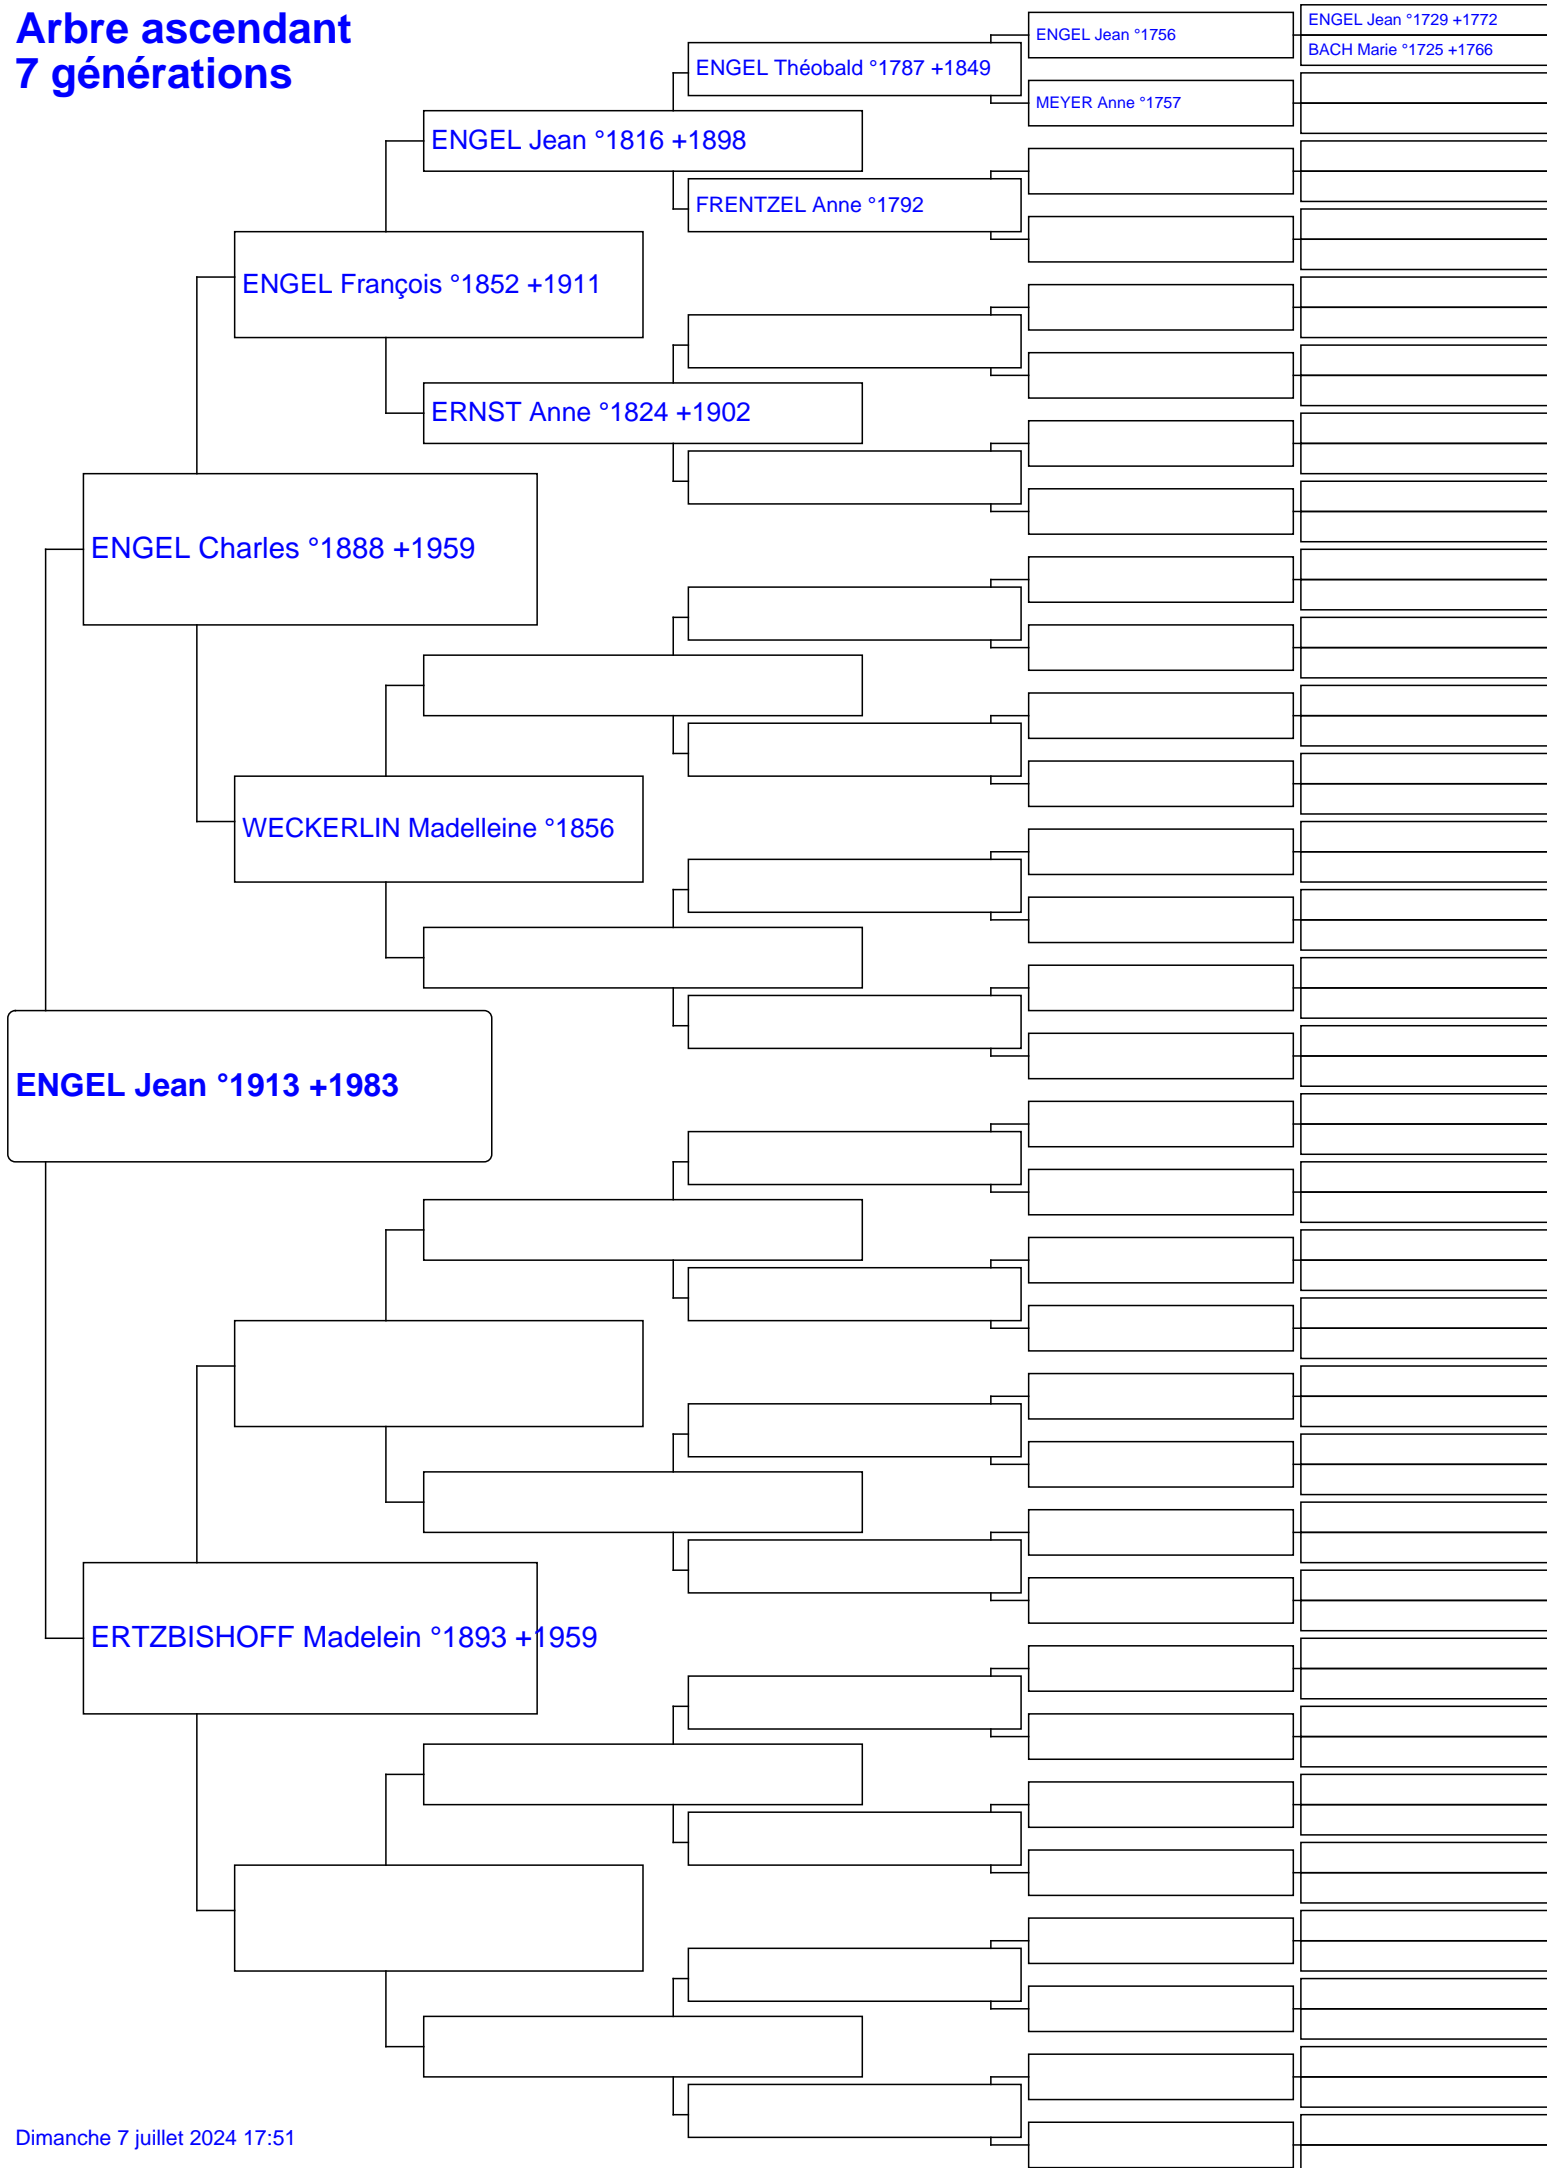 Arbre ascendant
7 générations
ENGEL Jean °1729 +1772
ENGEL Jean °1756
BACH Marie °1725 +1766
ENGEL Théobald °1787 +1849
MEYER Anne °1757
ENGEL Jean °1816 +1898
FRENTZEL Anne °1792
ENGEL François °1852 +1911
ERNST Anne °1824 +1902
ENGEL Charles °1888 +1959
WECKERLIN Madelleine °1856
ENGEL Jean °1913 +1983
ERTZBISHOFF Madelein °1893 +1959
Dimanche 7 juillet 2024 17:51